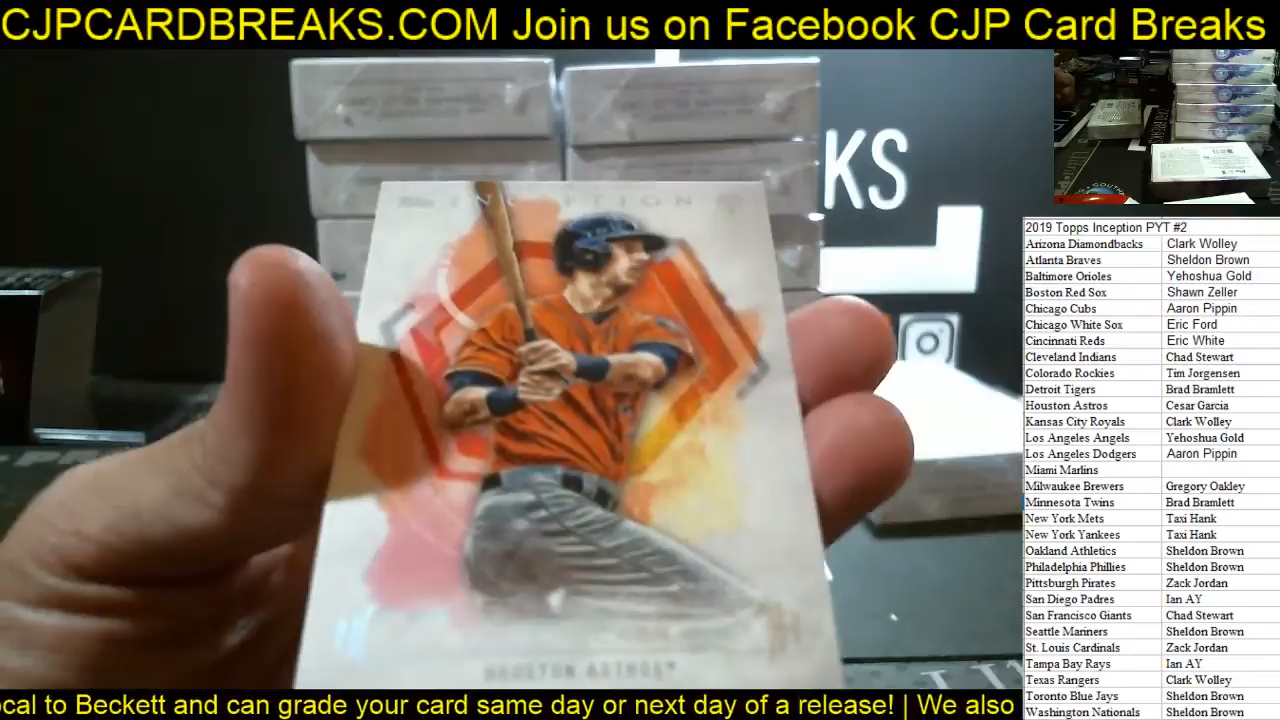 CJPCARDBREAKS.COM Join us on Facebook CJP Card Breaks
KS
INCEPTION
HOUSTON ASTROS
2019 Topps Inception PYT #2
Arizona Diamondbacks Clark Wolley
Atlanta Braves Sheldon Brown
Baltimore Orioles Yehoshua Gold
Boston Red Sox Shawn Zeller
Chicago Cubs Aaron Pippin
Chicago White Sox Eric Ford
Cincinnati Reds Eric White
Cleveland Indians Chad Stewart
Colorado Rockies Tim Jorgensen
Detroit Tigers Brad Bramlett
Houston Astros Cesar Garcia
Kansas City Royals Clark Wolley
Los Angeles Angels Yehoshua Gold
Los Angeles Dodgers Aaron Pippin
Miami Marlins
Milwaukee Brewers Gregory Oakley
Minnesota Twins Brad Bramlett
New York Mets Taxi Hank
New York Yankees Taxi Hank
Oakland Athletics Sheldon Brown
Philadelphia Phillies Sheldon Brown
Pittsburgh Pirates Zack Jordan
San Diego Padres Ian AY
San Francisco Giants Chad Stewart
Seattle Mariners Sheldon Brown
St. Louis Cardinals Zack Jordan
Tampa Bay Rays Ian AY
Texas Rangers Clark Wolley
Toronto Blue Jays Sheldon Brown
Washington Nationals Sheldon Brown
ocal to Beckett and can grade your card same day or next day of a release! | We also